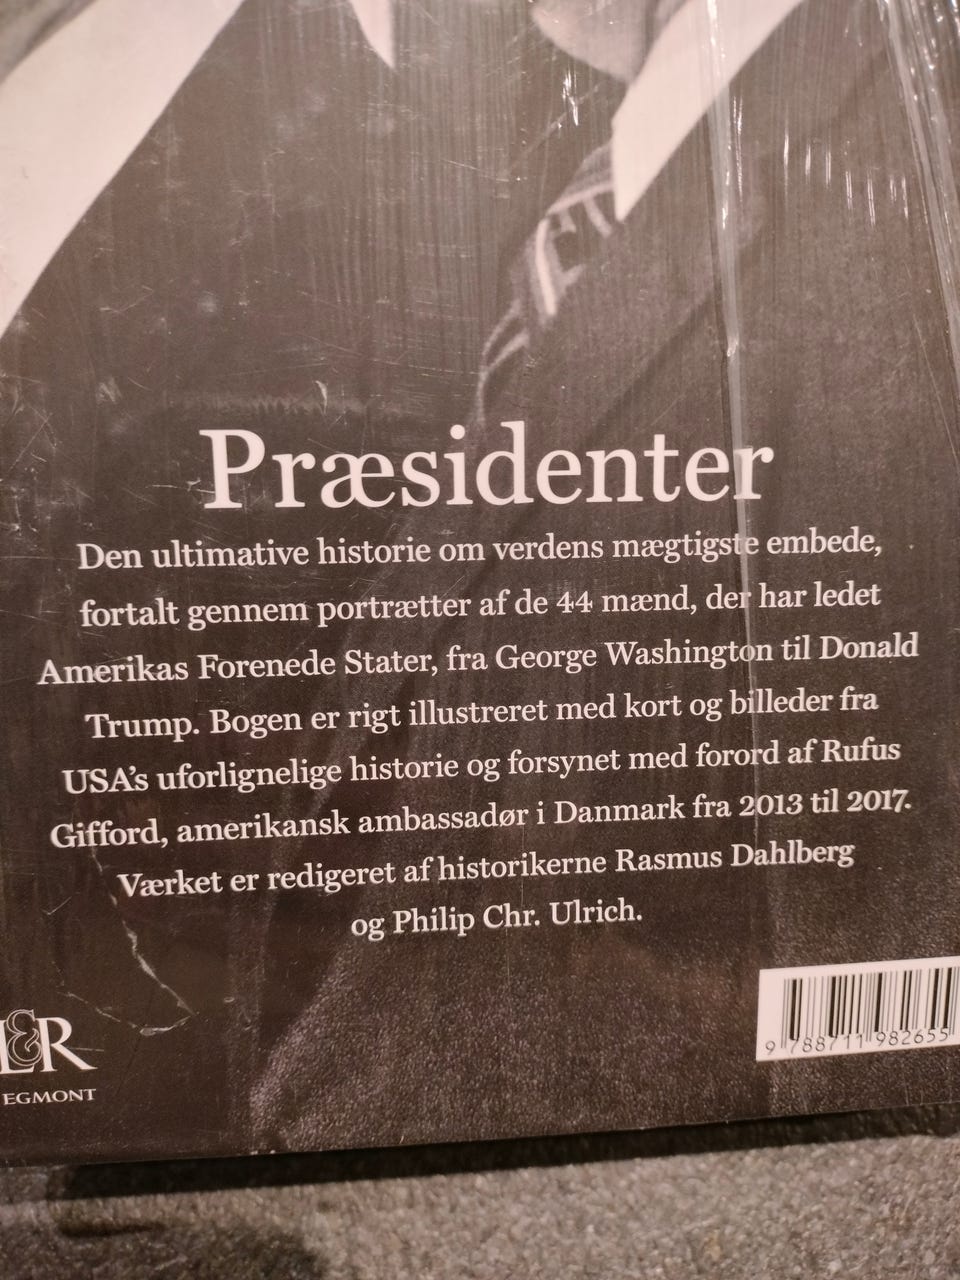 Præsidenter
Den ultimative historie om verdens mægtigste embede,
fortalt gennem portrætter af de 44 mænd, der har ledet
Amerikas Forenede Stater, fra George Washington til Donald
Trump. Bogen er rigt illustreret med kort og billeder fra
USA's uforlignelige historie og forsynet med forord af Rufus
Gifford, amerikansk ambassadør i Danmark fra 2013 til 2017.
Værket er redigeret af historikerne Rasmus Dahlberg
og Philip Chr. Ulrich.
L&R
EGMONT
9 788711 982655